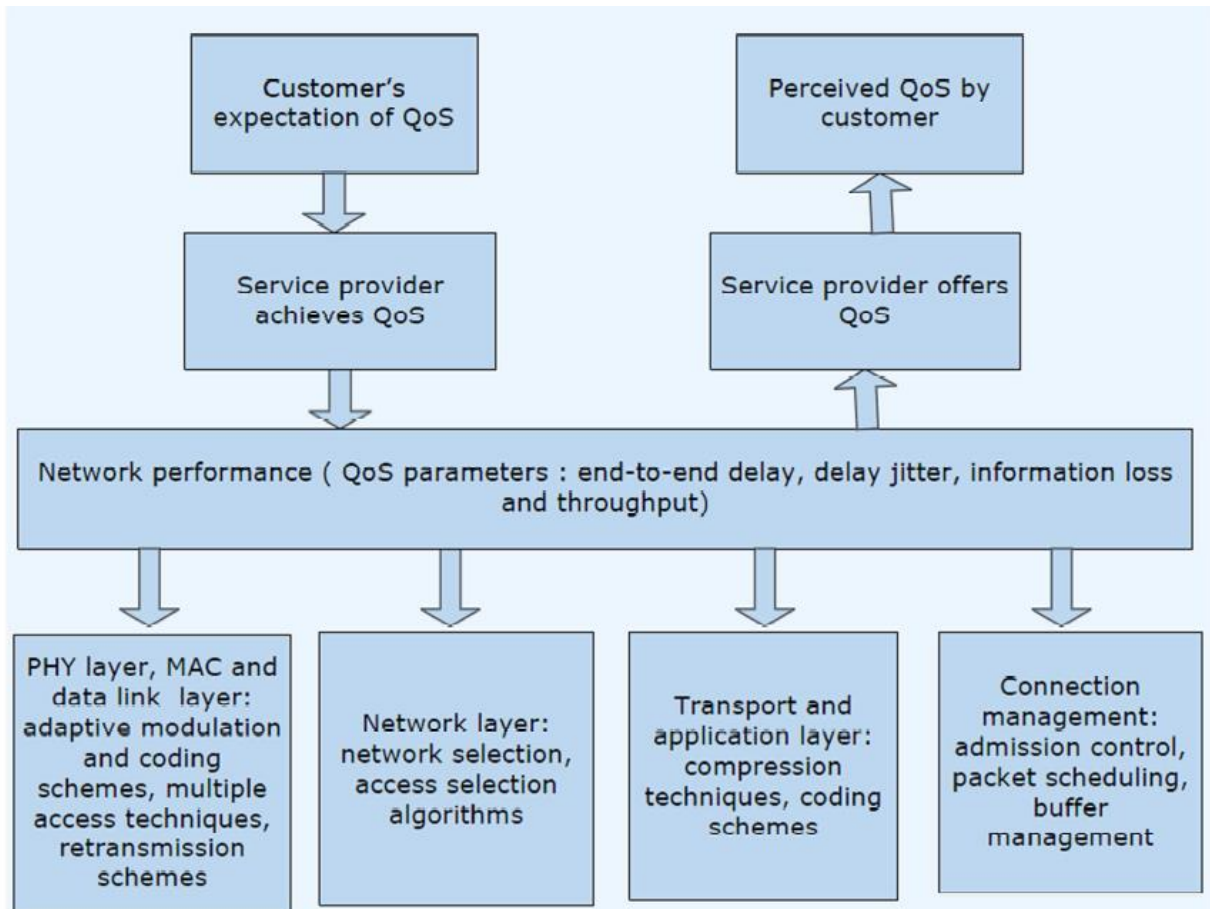 Customer's
expectation of QoS
Perceived QoS by
customer
Service provider
achieves QoS
Service provider offers
QoS
Network performance ( QoS parameters : end-to-end delay, delay jitter, information loss
and throughput)
PHY layer, MAC and
data link layer:
adaptive modulation
and coding
schemes, multiple
access techniques,
retransmission
schemes
Network layer:
network selection,
access selection
algorithms
Transport and
application layer:
compression
techniques, coding
schemes
Connection
management:
admission control,
packet scheduling,
buffer
management